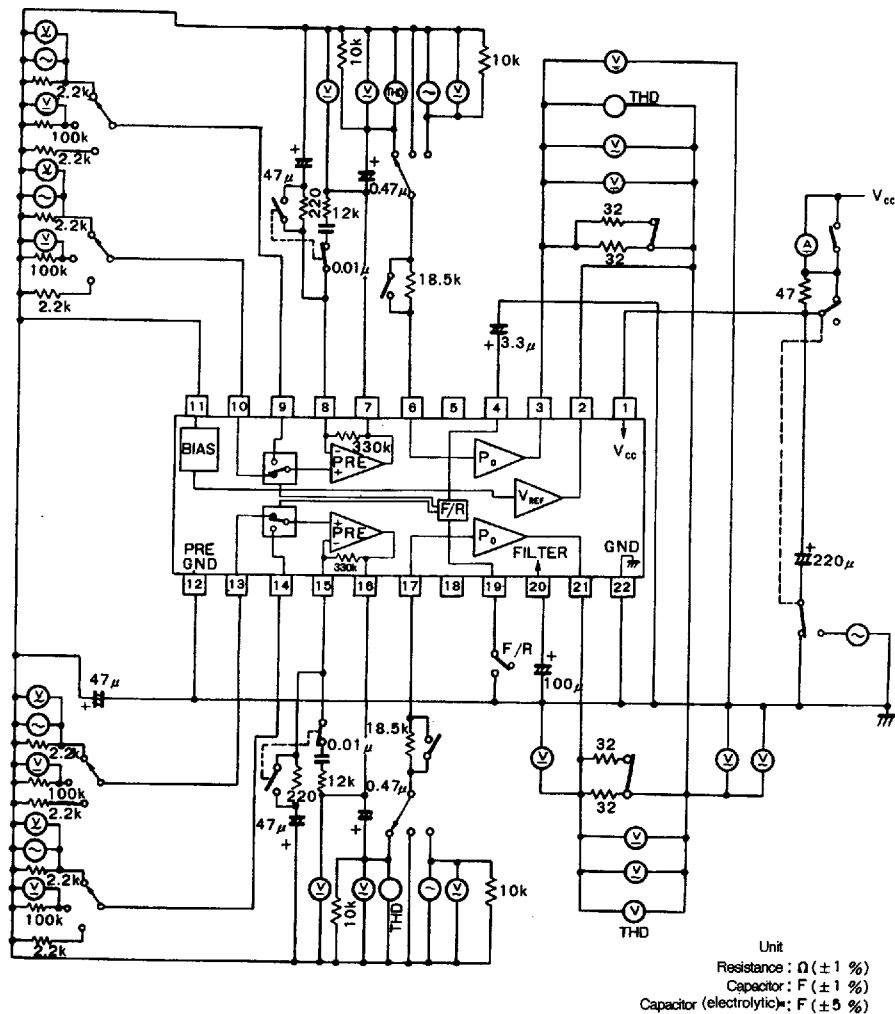 10k
10k
THD
THD
2.2k
100k
2.2k
47μ
220
12k
0.47μ
2.2k
0.01μ
100k
2.2k
18.5k
3.3μ
32
32
Vcc
A
47
11
10
9
8
7
6
5
4
3
2
1
BIAS
330k
PRE
Po
Vcc
VREF
F/R
PRE
330k
Po
FILTER
GND
PRE
GND
12
13
14
15
16
17
18
19
20
21
22
220μ
F/R
47μ
100μ
18.5k
0.01μ
12k
0.47μ
220
47μ
2.2k
100k
2.2k
2.2k
100k
2.2k
32
32
10k
THD
10k
THD
Unit
Resistance : Ω (±1 %)
Capacitor : F (±1 %)
Capacitor (electrolytic) : F (±5 %)